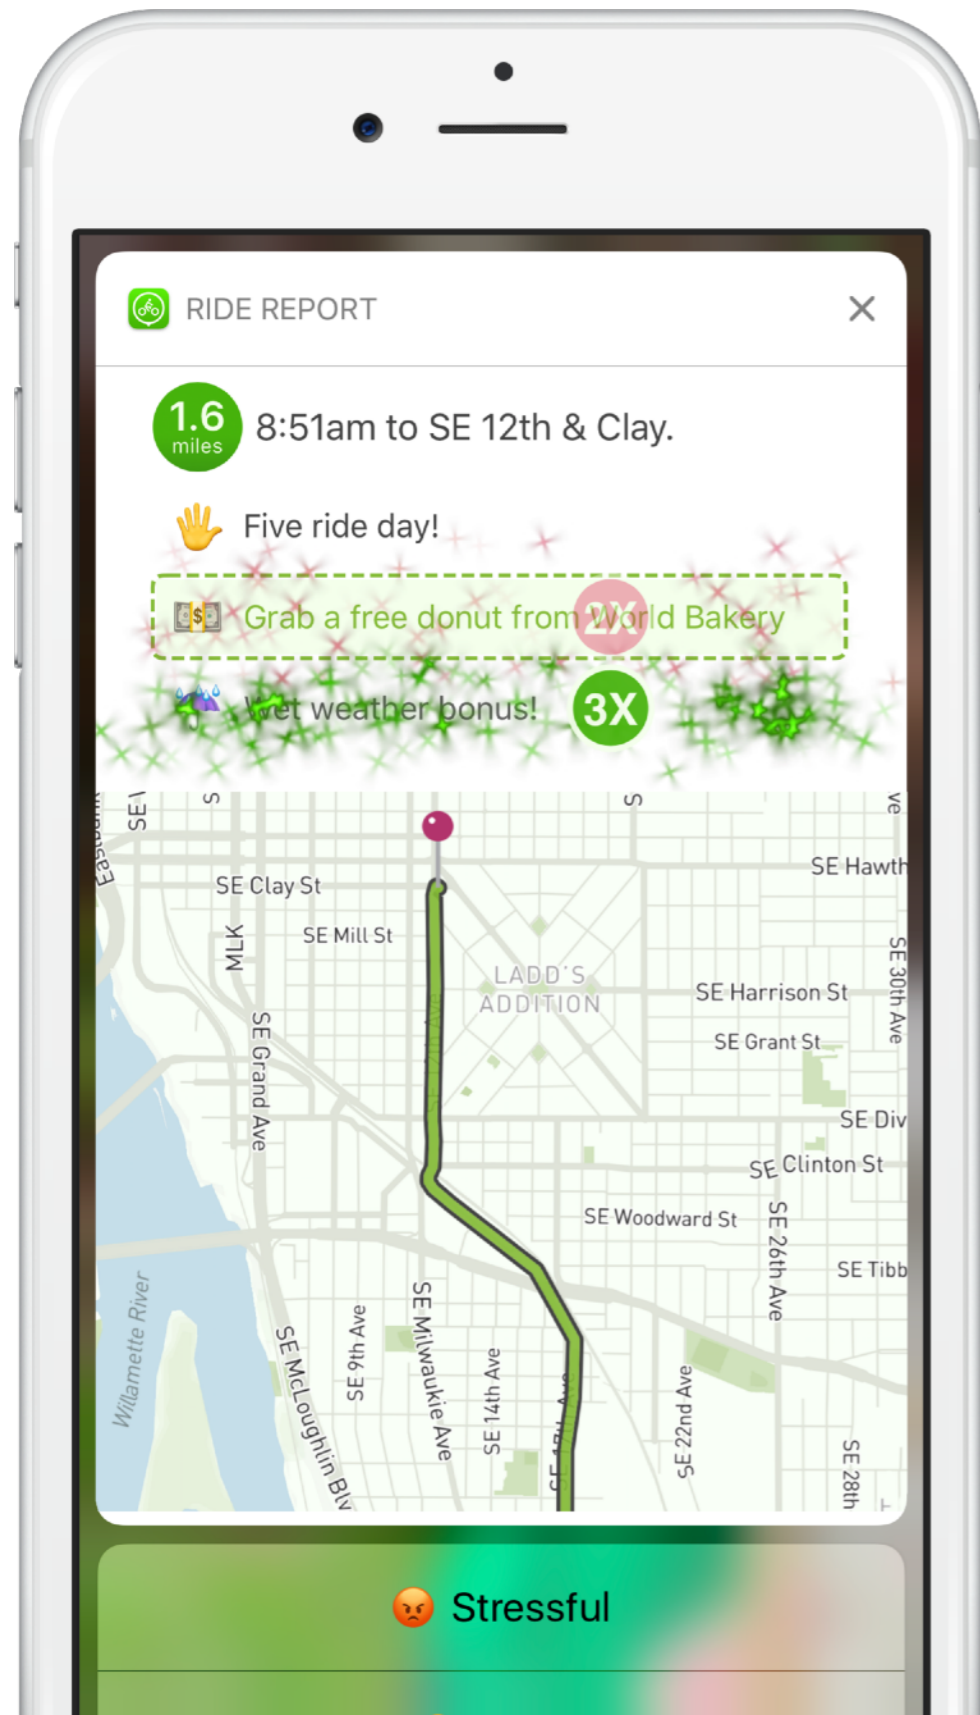 RIDE REPORT
1.6
miles
8:51am to SE 12th & Clay.
Five ride day!
Grab a free donut from World Bakery
2X
Wet weather bonus!
3X
SE Hawth
SE Clay St
SE Mill St
MLK
LADD'S
ADDITION
SE Harrison St
SE 30th Ave
SE Grant St
SE Grand Ave
SE Div
SE Clinton St
SE Woodward St
SE 26th Ave
SE Tibb
Willamette River
SE McLoughlin Blv
SE 9th Ave
SE Milwaukie Ave
SE 14th Ave
SE 17th Ave
SE 22nd Ave
SE 28th
Stressful